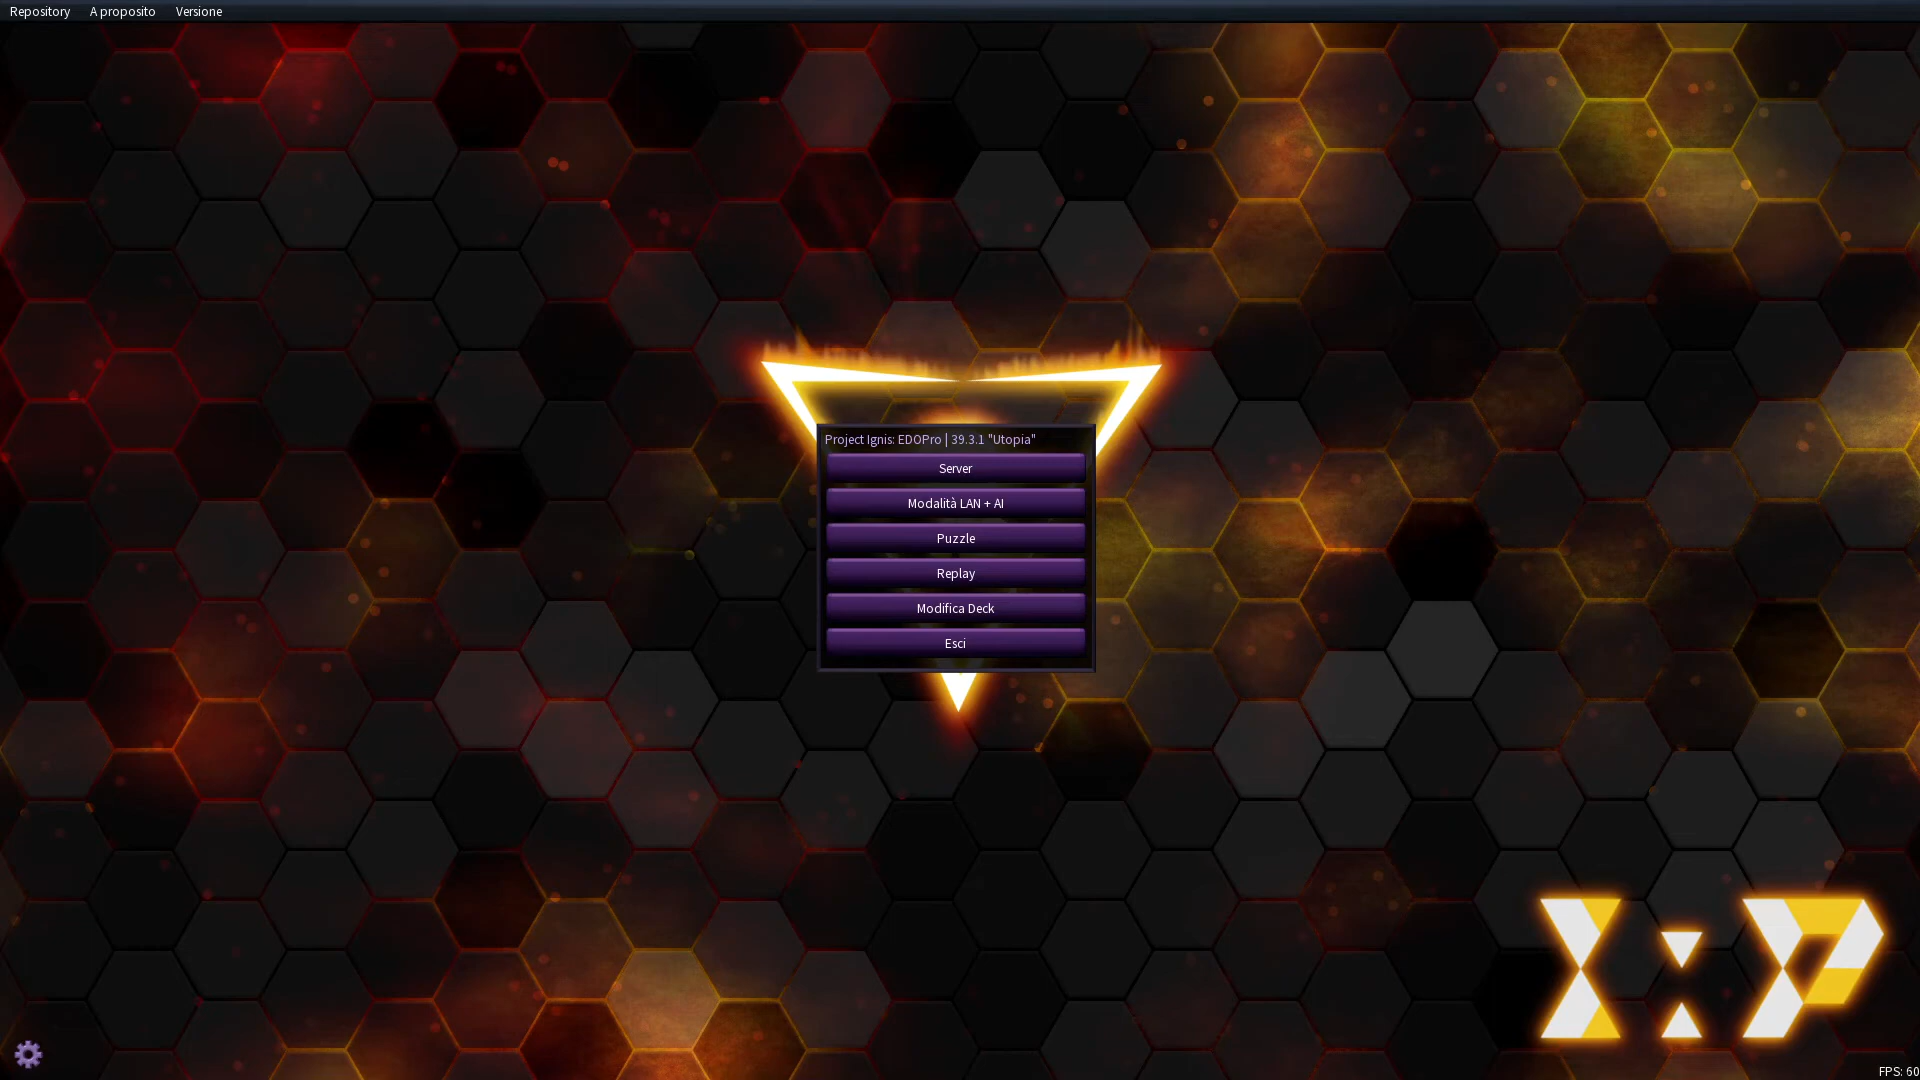 Repository A proposito Versione
Project Ignis: EDOPro | 39.3.1 "Utopia"
Server
Modalità LAN + AI
Puzzle
Replay
Modifica Deck
Esci
X:P
FPS: 60